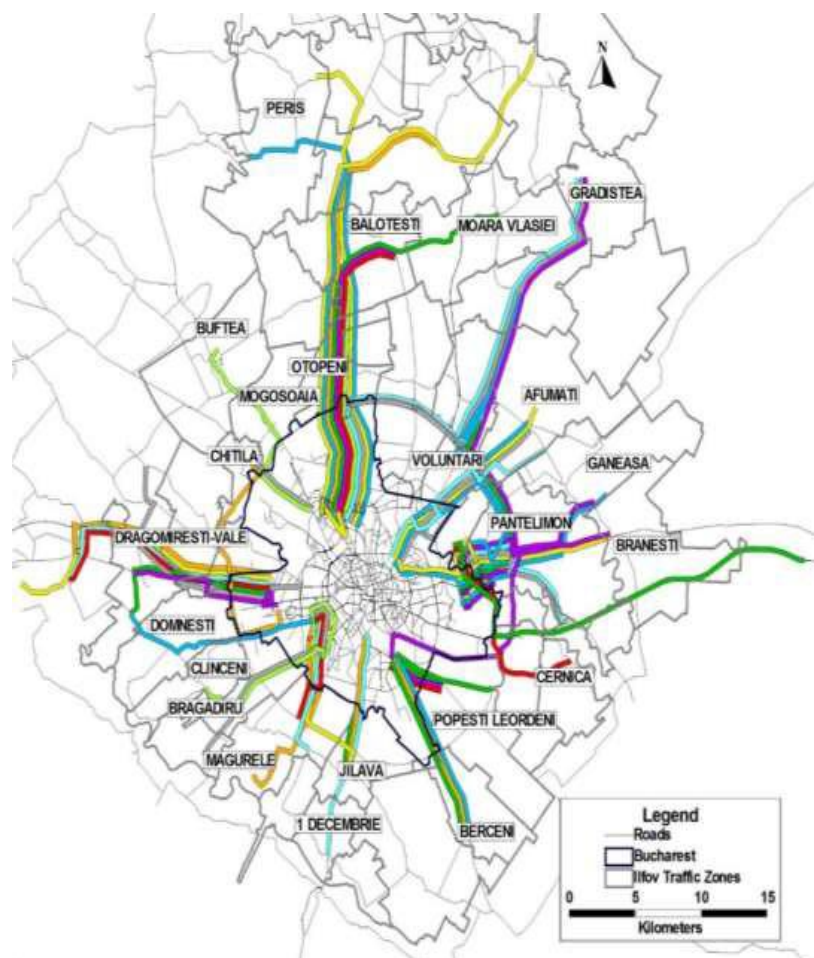 N
PERIS
GRADISTEA
BALOTESTI
MOARA VLASIEI
BUFTEA
OTOPENI
MOGOSOAIA
AFUMATI
CHITILA
VOLUNTARI
GANEASA
PANTELIMON
DRAGOMIRESTI-VALE
BRANESTI
DOMNESTI
CLINCENI
CERNICA
BRAGADIRU
POPESTI LEORDENI
MAGURELE
JILAVA
1 DECEMBRIE
BERCENI
Legend
Roads
Bucharest
Ilfov Traffic Zones
0 5 10 15
Kilometers